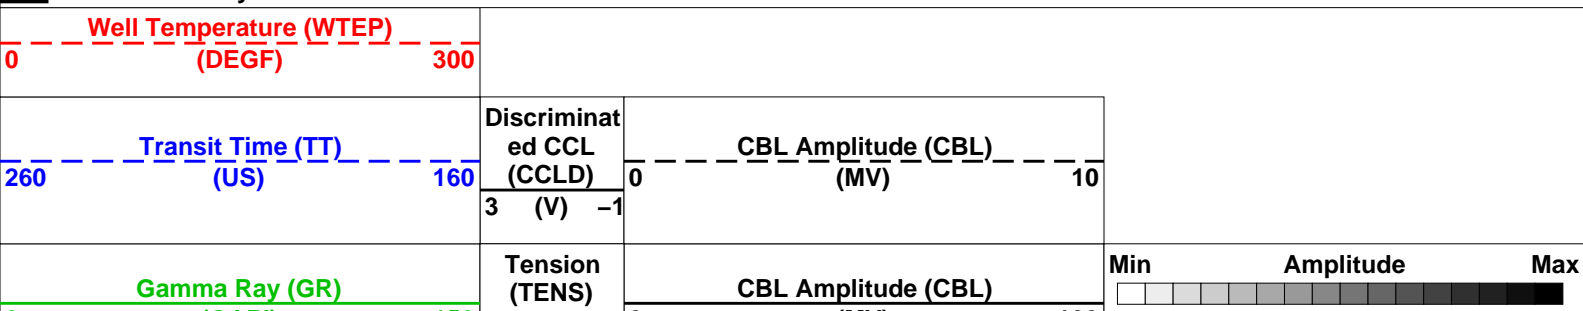 Well Temperature (WTEP)
0 (DEGF) 300
Transit Time (TT)
260 (US) 160
Discriminat
ed CCL
(CCLD)
3 (V) –1
CBL Amplitude (CBL)
0 (MV) 10
Gamma Ray (GR)
Tension
(TENS)
CBL Amplitude (CBL)
Min Amplitude Max